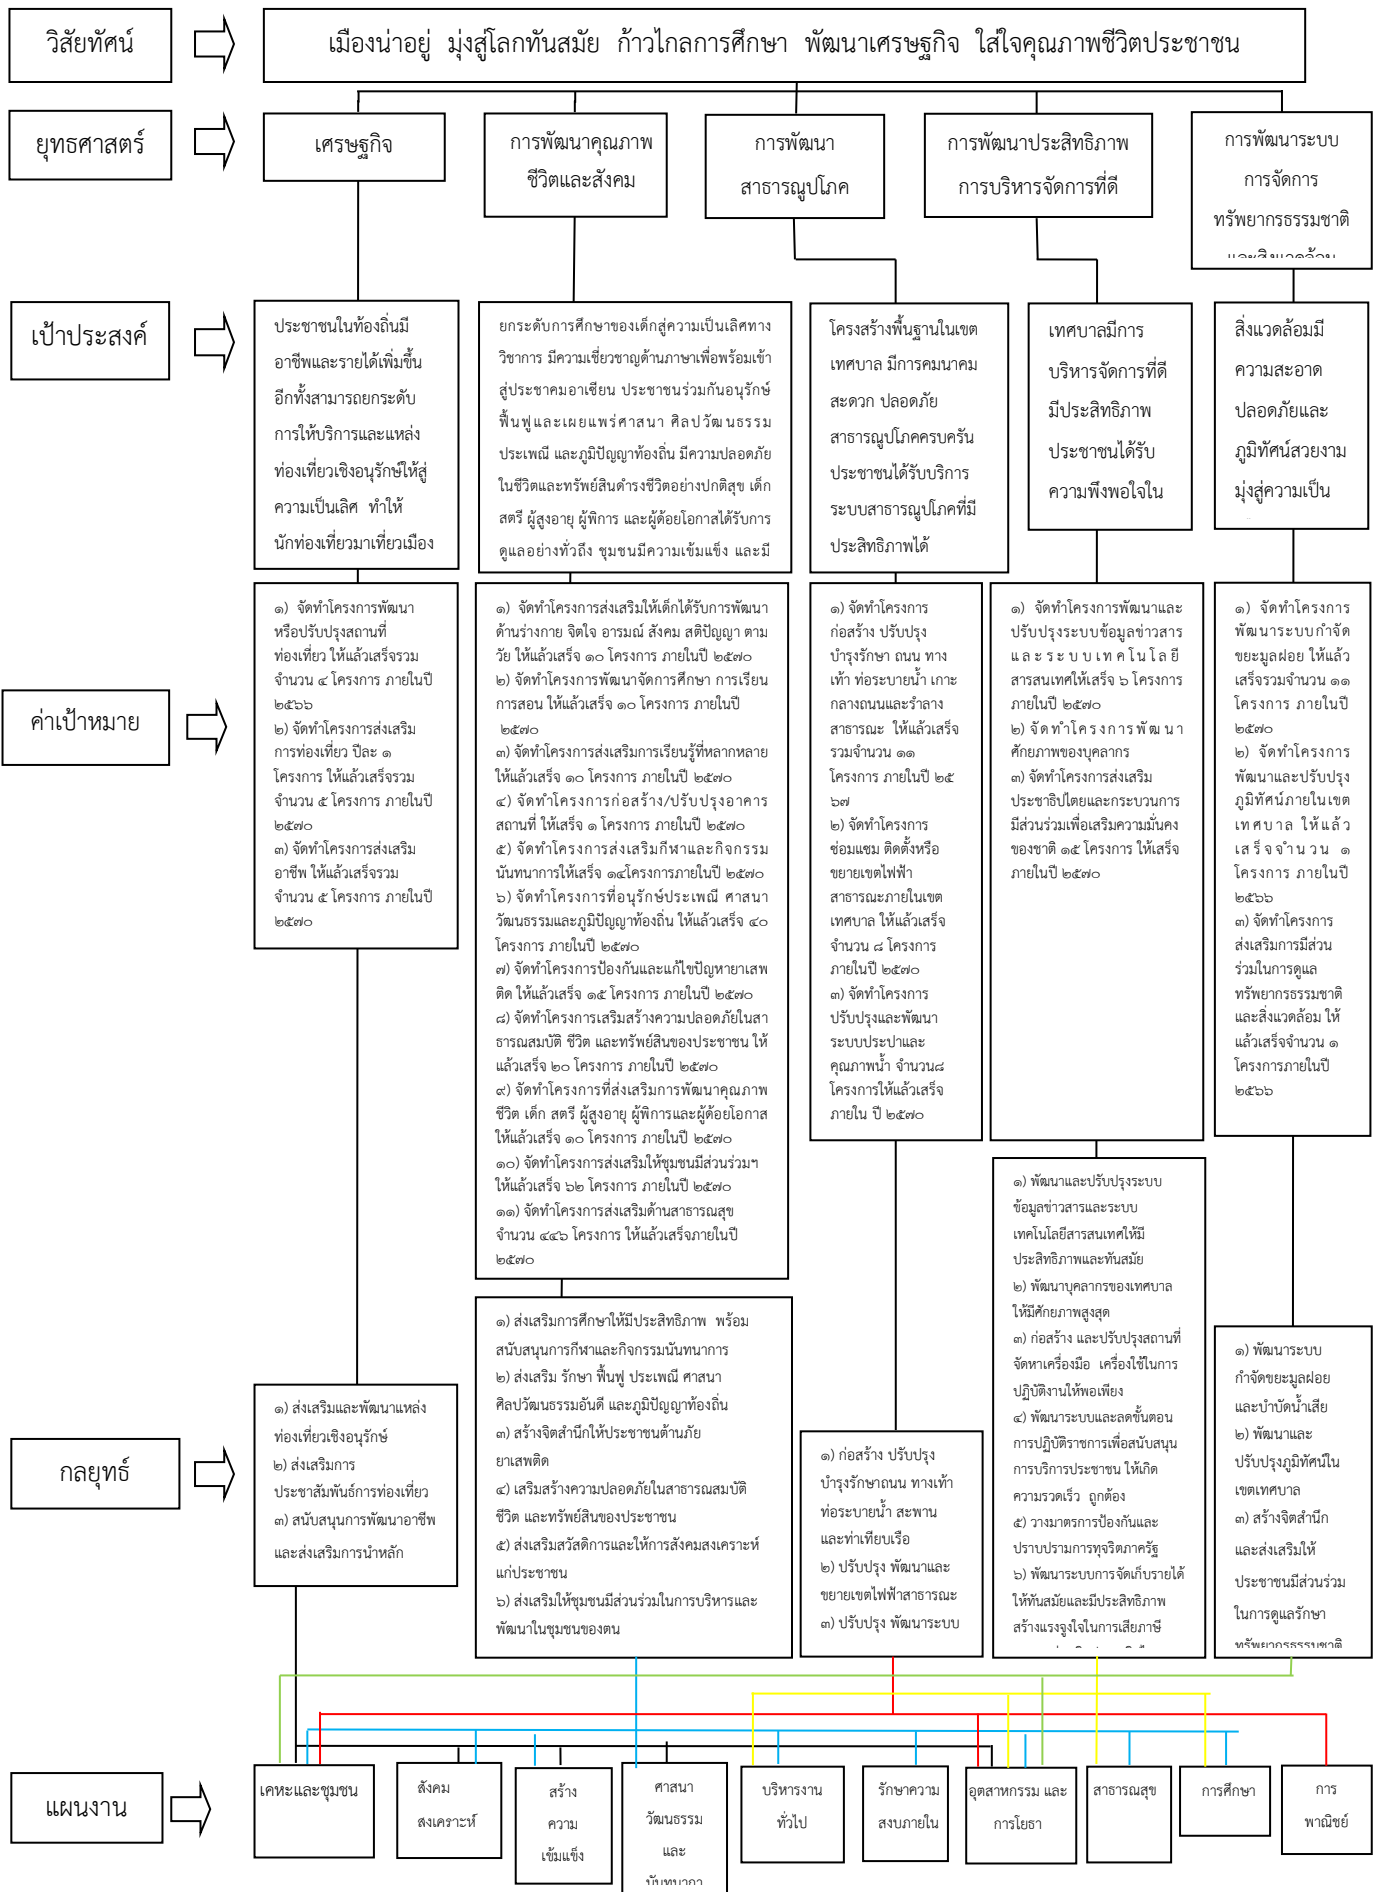 วิสัยทัศน์
เมืองน่าอยู่ มุ่งสู่โลกทันสมัย ก้าวไกลการศึกษา พัฒนาเศรษฐกิจ ใส่ใจคุณภาพชีวิตประชาชน
ยุทธศาสตร์
เศรษฐกิจ
การพัฒนาคุณภาพ
ชีวิตและสังคม
การพัฒนา
สาธารณูปโภค
การพัฒนาประสิทธิภาพ
การบริหารจัดการที่ดี
การพัฒนาระบบ
การจัดการ
ทรัพยากรธรรมชาติ
และสิ่งแวดล้อม
เป้าประสงค์
ประชาชนในท้องถิ่นมี
อาชีพและรายได้เพิ่มขึ้น
อีกทั้งสามารถยกระดับ
การให้บริการและแหล่ง
ท่องเที่ยวเชิงอนุรักษ์ให้สู่
ความเป็นเลิศ ทำให้
นักท่องเที่ยวมาเที่ยวเมือง
ยกระดับการศึกษาของเด็กสู่ความเป็นเลิศทาง
วิชาการ มีความเชี่ยวชาญด้านภาษาเพื่อพร้อมเข้า
สู่ประชาคมอาเซียน ประชาชนร่วมกันอนุรักษ์
ฟื้นฟูและเผยแพร่ศาสนา ศิลปวัฒนธรรม
ประเพณี และภูมิปัญญาท้องถิ่น มีความปลอดภัย
ในชีวิตและทรัพย์สินดำรงชีวิตอย่างปกติสุข เด็ก
สตรี ผู้สูงอายุ ผู้พิการ และผู้ด้อยโอกาสได้รับการ
ดูแลอย่างทั่วถึง ชุมชนมีความเข้มแข็ง และมี
โครงสร้างพื้นฐานในเขต
เทศบาล มีการคมนาคม
สะดวก ปลอดภัย
สาธารณูปโภคครบครัน
ประชาชนได้รับบริการ
ระบบสาธารณูปโภคที่มี
ประสิทธิภาพได้
เทศบาลมีการ
บริหารจัดการที่ดี
มีประสิทธิภาพ
ประชาชนได้รับ
ความพึงพอใจใน
สิ่งแวดล้อมมี
ความสะอาด
ปลอดภัยและ
ภูมิทัศน์สวยงาม
มุ่งสู่ความเป็น
ค่าเป้าหมาย
๑) จัดทำโครงการพัฒนา
หรือปรับปรุงสถานที่
ท่องเที่ยว ให้แล้วเสร็จรวม
จำนวน ๔ โครงการ ภายในปี
๒๕๖๖
๒) จัดทำโครงการส่งเสริม
การท่องเที่ยว ปีละ ๑
โครงการ ให้แล้วเสร็จรวม
จำนวน ๕ โครงการ ภายในปี
๒๕๗๐
๓) จัดทำโครงการส่งเสริม
อาชีพ ให้แล้วเสร็จรวม
จำนวน ๕ โครงการ ภายในปี
๒๕๗๐
๑) จัดทำโครงการส่งเสริมให้เด็กได้รับการพัฒนา
ด้านร่างกาย จิตใจ อารมณ์ สังคม สติปัญญา ตาม
วัย ให้แล้วเสร็จ ๑๐ โครงการ ภายในปี ๒๕๗๐
๒) จัดทำโครงการพัฒนาจัดการศึกษา การเรียน
การสอน ให้แล้วเสร็จ ๑๐ โครงการ ภายในปี
๒๕๗๐
๓) จัดทำโครงการส่งเสริมการเรียนรู้ที่หลากหลาย
ให้แล้วเสร็จ ๑๐ โครงการ ภายในปี ๒๕๗๐
๔) จัดทำโครงการก่อสร้าง/ปรับปรุงอาคาร
สถานที่ ให้เสร็จ ๑ โครงการ ภายในปี ๒๕๗๐
๕) จัดทำโครงการส่งเสริมกีฬาและกิจกรรม
นันทนาการให้เสร็จ ๑๔โครงการภายในปี ๒๕๗๐
๖) จัดทำโครงการที่อนุรักษ์ประเพณี ศาสนา
วัฒนธรรมและภูมิปัญญาท้องถิ่น ให้แล้วเสร็จ ๔๐
โครงการ ภายในปี ๒๕๗๐
๗) จัดทำโครงการป้องกันและแก้ไขปัญหายาเสพ
ติด ให้แล้วเสร็จ ๑๕ โครงการ ภายในปี ๒๕๗๐
๘) จัดทำโครงการเสริมสร้างความปลอดภัยในสา
ธารณสมบัติ ชีวิต และทรัพย์สินของประชาชน ให้
แล้วเสร็จ ๒๐ โครงการ ภายในปี ๒๕๗๐
๙) จัดทำโครงการที่ส่งเสริมการพัฒนาคุณภาพ
ชีวิต เด็ก สตรี ผู้สูงอายุ ผู้พิการและผู้ด้อยโอกาส
ให้แล้วเสร็จ ๑๐ โครงการ ภายในปี ๒๕๗๐
๑๐) จัดทำโครงการส่งเสริมให้ชุมชนมีส่วนร่วมฯ
ให้แล้วเสร็จ ๖๒ โครงการ ภายในปี ๒๕๗๐
๑๑) จัดทำโครงการส่งเสริมด้านสาธารณสุข
จำนวน ๔๔๖ โครงการ ให้แล้วเสร็จภายในปี
๒๕๗๐
๑) จัดทำโครงการ
ก่อสร้าง ปรับปรุง
บำรุงรักษา ถนน ทาง
เท้า ท่อระบายน้ำ เกาะ
กลางถนนและรำลาง
สาธารณะ ให้แล้วเสร็จ
รวมจำนวน ๑๑
โครงการ ภายในปี ๒๕
๖๗
๒) จัดทำโครงการ
ซ่อมแซม ติดตั้งหรือ
ขยายเขตไฟฟ้า
สาธารณะภายในเขต
เทศบาล ให้แล้วเสร็จ
จำนวน ๘ โครงการ
ภายในปี ๒๕๗๐
๓) จัดทำโครงการ
ปรับปรุงและพัฒนา
ระบบประปาและ
คุณภาพน้ำ จำนวน๘
โครงการให้แล้วเสร็จ
ภายใน ปี ๒๕๗๐
๑) จัดทำโครงการพัฒนาและ
ปรับปรุงระบบข้อมูลข่าวสาร
และระบบเทคโนโลยี
สารสนเทศให้เสร็จ ๖ โครงการ
ภายในปี ๒๕๗๐
๒) จัดทำโครงการพัฒนา
ศักยภาพของบุคลากร
๓) จัดทำโครงการส่งเสริม
ประชาธิปไตยและกระบวนการ
มีส่วนร่วมเพื่อเสริมความมั่นคง
ของชาติ ๑๕ โครงการ ให้เสร็จ
ภายในปี ๒๕๗๐
๑) จัดทำโครงการ
พัฒนาระบบกำจัด
ขยะมูลฝอย ให้แล้ว
เสร็จรวมจำนวน ๑๑
โครงการ ภายในปี
๒๕๗๐
๒) จัดทำโครงการ
พัฒนาและปรับปรุง
ภูมิทัศน์ภายในเขต
เทศบาล ให้แล้ว
เสร็จจำนวน ๑
โครงการ ภายในปี
๒๕๖๖
๓) จัดทำโครงการ
ส่งเสริมการมีส่วน
ร่วมในการดูแล
ทรัพยากรธรรมชาติ
และสิ่งแวดล้อม ให้
แล้วเสร็จจำนวน ๑
โครงการภายในปี
๒๕๖๖
กลยุทธ์
๑) ส่งเสริมและพัฒนาแหล่ง
ท่องเที่ยวเชิงอนุรักษ์
๒) ส่งเสริมการ
ประชาสัมพันธ์การท่องเที่ยว
๓) สนับสนุนการพัฒนาอาชีพ
และส่งเสริมการนำหลัก
๑) ส่งเสริมการศึกษาให้มีประสิทธิภาพ พร้อม
สนับสนุนการกีฬาและกิจกรรมนันทนาการ
๒) ส่งเสริม รักษา ฟื้นฟู ประเพณี ศาสนา
ศิลปวัฒนธรรมอันดี และภูมิปัญญาท้องถิ่น
๓) สร้างจิตสำนึกให้ประชาชนต้านภัย
ยาเสพติด
๔) เสริมสร้างความปลอดภัยในสาธารณสมบัติ
ชีวิต และทรัพย์สินของประชาชน
๕) ส่งเสริมสวัสดิการและให้การสังคมสงเคราะห์
แก่ประชาชน
๖) ส่งเสริมให้ชุมชนมีส่วนร่วมในการบริหารและ
พัฒนาในชุมชนของตน
๑) ก่อสร้าง ปรับปรุง
บำรุงรักษาถนน ทางเท้า
ท่อระบายน้ำ สะพาน
และท่าเทียบเรือ
๒) ปรับปรุง พัฒนาและ
ขยายเขตไฟฟ้าสาธารณะ
๓) ปรับปรุง พัฒนาระบบ
๑) พัฒนาและปรับปรุงระบบ
ข้อมูลข่าวสารและระบบ
เทคโนโลยีสารสนเทศให้มี
ประสิทธิภาพและทันสมัย
๒) พัฒนาบุคลากรของเทศบาล
ให้มีศักยภาพสูงสุด
๓) ก่อสร้าง และปรับปรุงสถานที่
จัดหาเครื่องมือ เครื่องใช้ในการ
ปฏิบัติงานให้พอเพียง
๔) พัฒนาระบบและลดขั้นตอน
การปฏิบัติราชการเพื่อสนับสนุน
การบริการประชาชน ให้เกิด
ความรวดเร็ว ถูกต้อง
๕) วางมาตรการป้องกันและ
ปราบปรามการทุจริตภาครัฐ
๖) พัฒนาระบบการจัดเก็บรายได้
ให้ทันสมัยและมีประสิทธิภาพ
สร้างแรงจูงใจในการเสียภาษี
๑) พัฒนาระบบ
กำจัดขยะมูลฝอย
และบำบัดน้ำเสีย
๒) พัฒนาและ
ปรับปรุงภูมิทัศน์ใน
เขตเทศบาล
๓) สร้างจิตสำนึก
และส่งเสริมให้
ประชาชนมีส่วนร่วม
ในการดูแลรักษา
ทรัพยากรธรรมชาติ
แผนงาน
เคหะและชุมชน
สังคม
สงเคราะห์
สร้าง
ความ
เข้มแข็ง
ศาสนา
วัฒนธรรม
และ
นันทนากา
บริหารงาน
ทั่วไป
รักษาความ
สงบภายใน
อุตสาหกรรม และ
การโยธา
สาธารณสุข
การศึกษา
การ
พาณิชย์